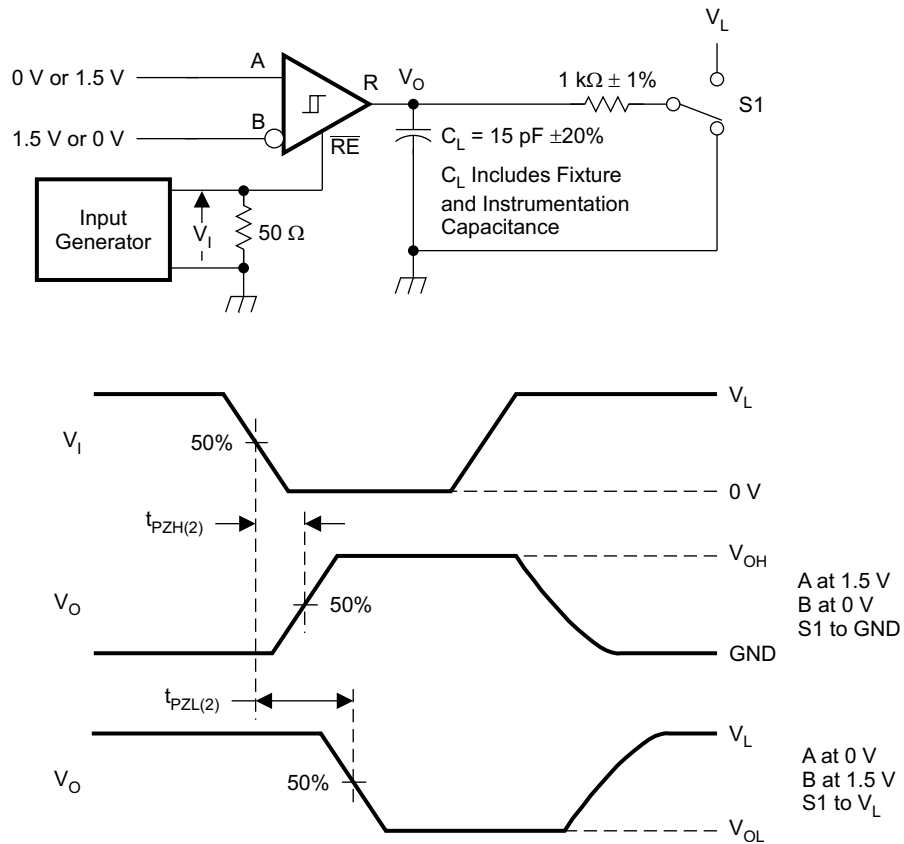 V_L
0 V or 1.5 V
A
R
V_O
1 kΩ ± 1%
S1
1.5 V or 0 V
B
RE
C_L = 15 pF ±20%
C_L Includes Fixture
and Instrumentation
Capacitance
Input
Generator
V_I
50 Ω
V_I
50%
V_L
0 V
t_PZH(2)
V_O
50%
V_OH
GND
A at 1.5 V
B at 0 V
S1 to GND
t_PZL(2)
V_O
50%
V_L
V_OL
A at 0 V
B at 1.5 V
S1 to V_L